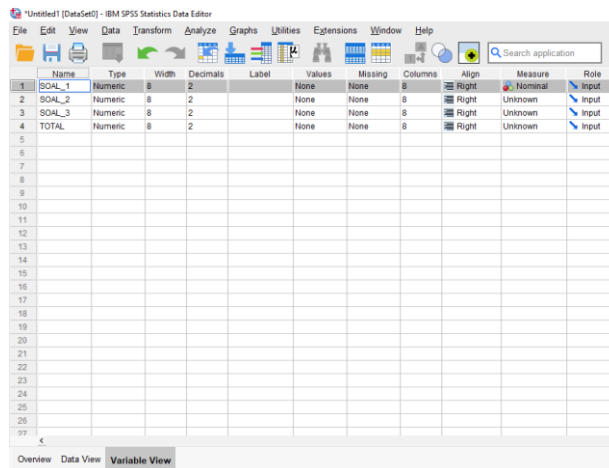 *Untitled1 [DataSet0] - IBM SPSS Statistics Data Editor
File Edit View Data Transform Analyze Graphs Utilities Extensions Window Help
Search application
Name Type Width Decimals Label Values Missing Columns Align Measure Role
1 SOAL_1 Numeric 8 2 None None 8 Right Nominal Input
2 SOAL_2 Numeric 8 2 None None 8 Right Unknown Input
3 SOAL_3 Numeric 8 2 None None 8 Right Unknown Input
4 TOTAL Numeric 8 2 None None 8 Right Unknown Input
5
6
7
8
9
10
11
12
13
14
15
16
17
18
19
20
21
22
23
24
25
26
27
Overview Data View Variable View